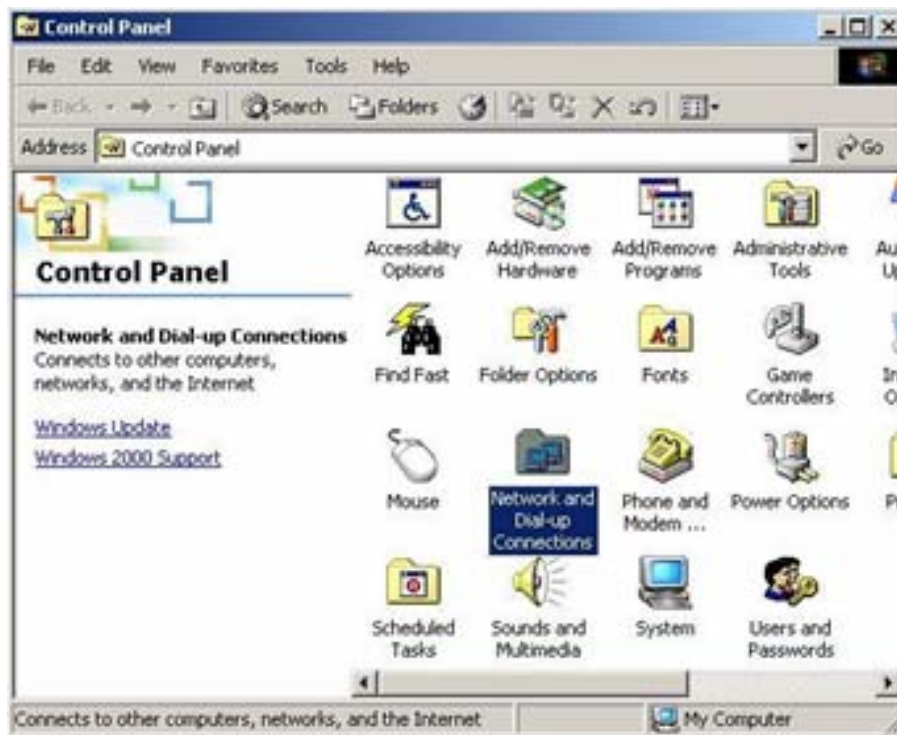 Control Panel
File Edit View Favorites Tools Help
Back Search Folders
Address Control Panel Go
Control Panel
Network and Dial-up Connections
Connects to other computers,
networks, and the Internet
Windows Update
Windows 2000 Support
Accessibility
Options
Add/Remove
Hardware
Add/Remove
Programs
Administrative
Tools
Au
Up
Find Fast
Folder Options
Fonts
Game
Controllers
In
O
Mouse
Network and
Dial-up
Connections
Phone and
Modem ...
Power Options
P
Scheduled
Tasks
Sounds and
Multimedia
System
Users and
Passwords
Connects to other computers, networks, and the Internet
My Computer